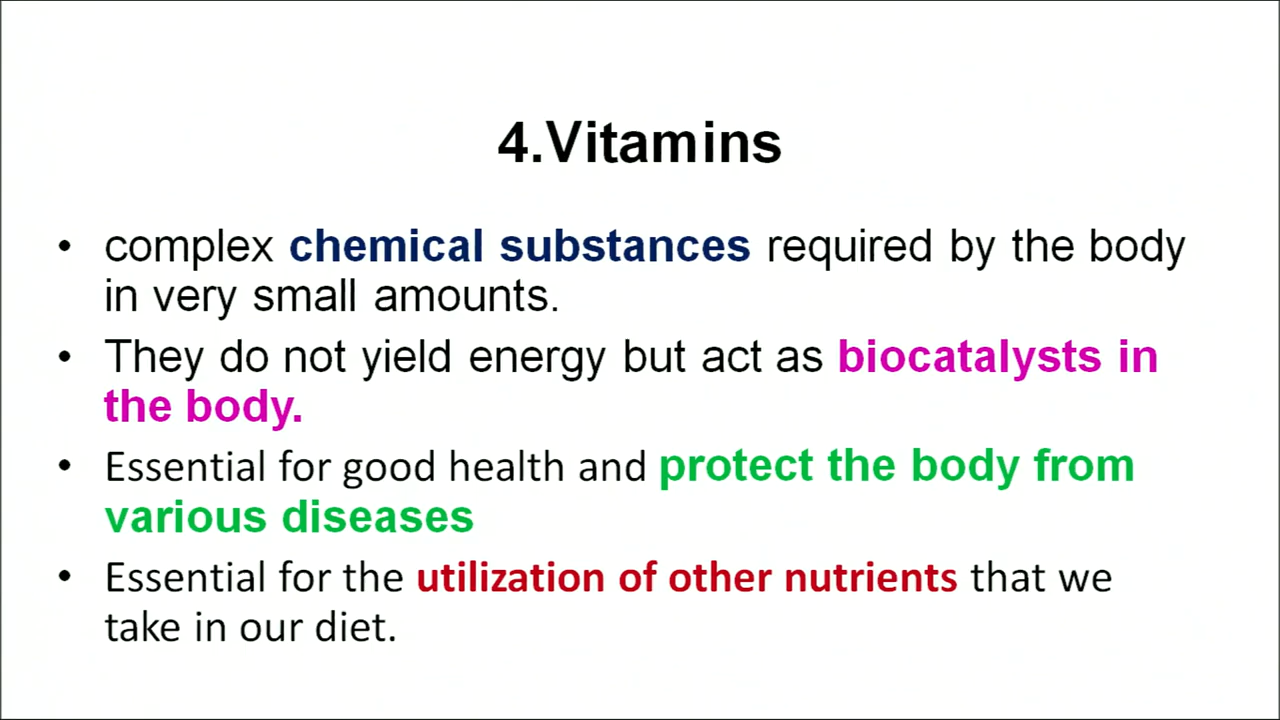 4.Vitamins
• complex chemical substances required by the body
in very small amounts.
• They do not yield energy but act as biocatalysts in
the body.
• Essential for good health and protect the body from
various diseases
• Essential for the utilization of other nutrients that we
take in our diet.